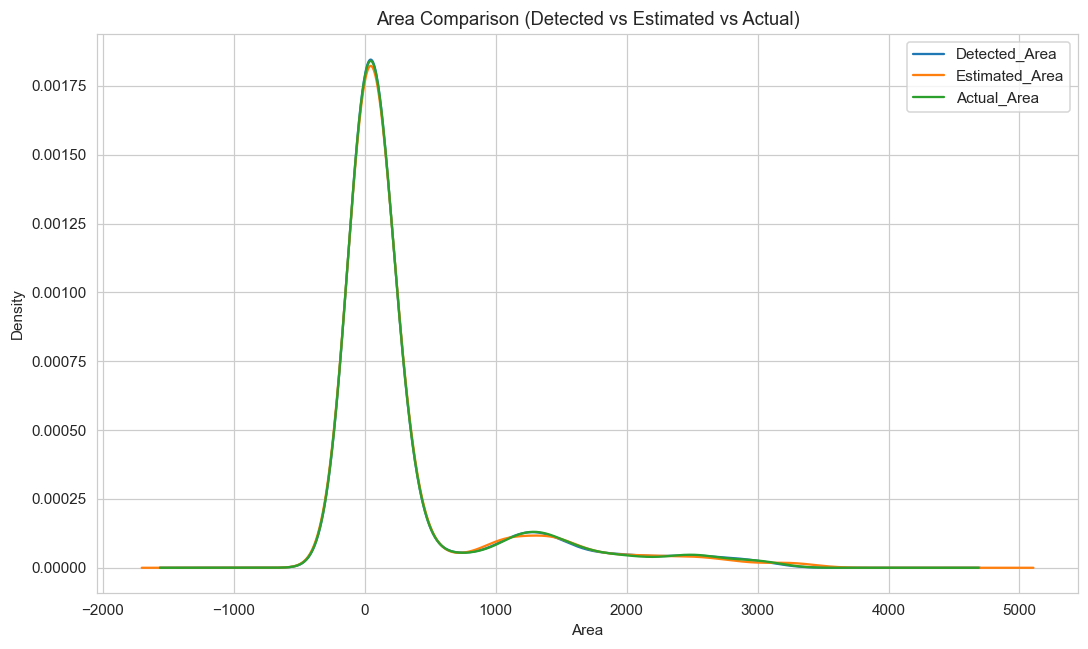 Area Comparison (Detected vs Estimated vs Actual)
Detected_Area
Estimated_Area
Actual_Area
0.00175
0.00150
0.00125
0.00100
0.00075
0.00050
0.00025
0.00000
Density
−2000 −1000 0 1000 2000 3000 4000 5000
Area